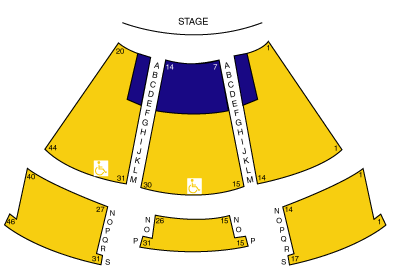 STAGE
20
1
A
B
C
D
E
F
G
H
I
J
K
L
M
14 7
A
B
C
D
E
F
G
H
I
J
K
L
M
44
31
30 15
14
1
40
27
46
31
N
O
P
Q
R
S
N
O
P
26 15
31 15
N
O
P
N
O
P
Q
R
S
14
1
17
1